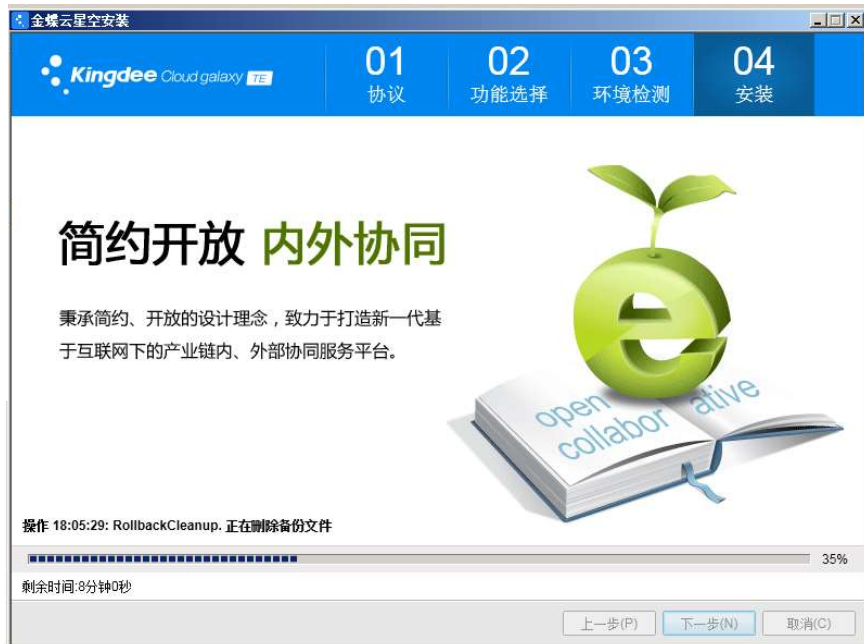 金蝶云星空安装
Kingdee Cloud galaxy TE
01
协议
02
功能选择
03
环境检测
04
安装
简约开放 内外协同
秉承简约、开放的设计理念，致力于打造新一代基
于互联网下的产业链内、外部协同服务平台。
e
open
collabor ative
操作 18:05:29: RollbackCleanup. 正在删除备份文件
35%
剩余时间:8分钟0秒
上一步(P)
下一步(N)
取消(C)